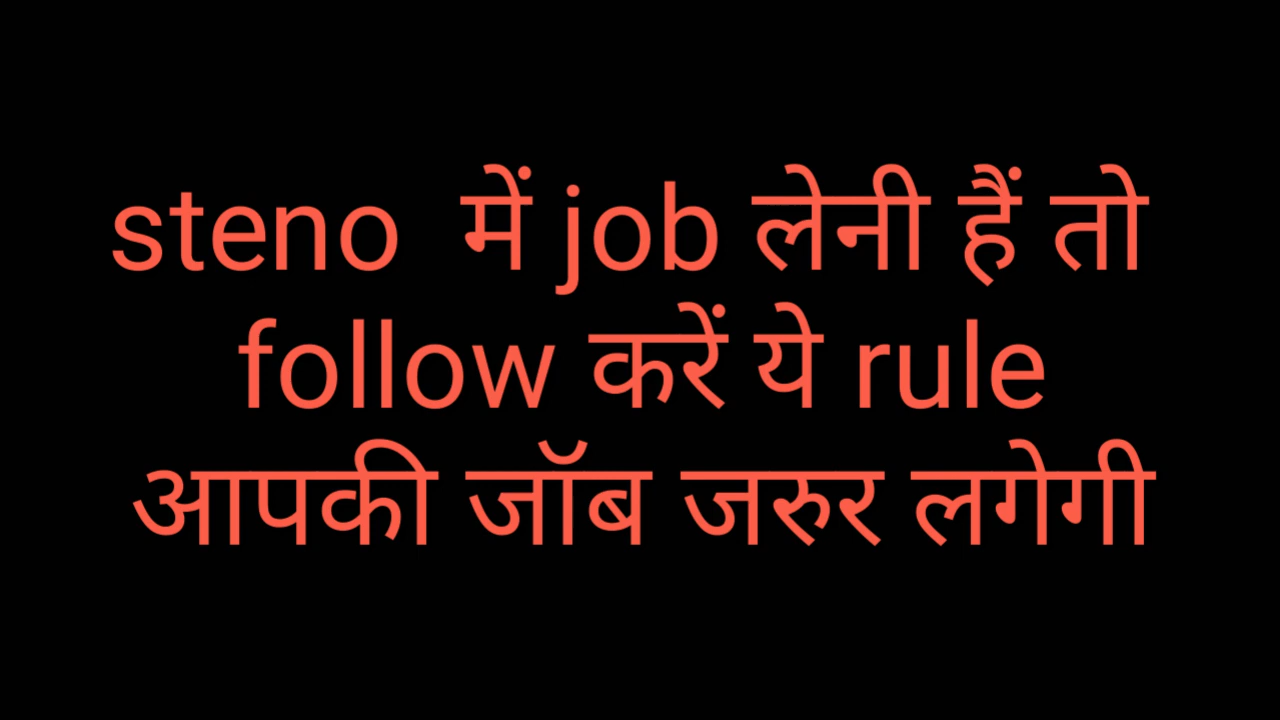 steno में job लेनी हैं तो
follow करें ये rule
आपकी जॉब जरुर लगेगी